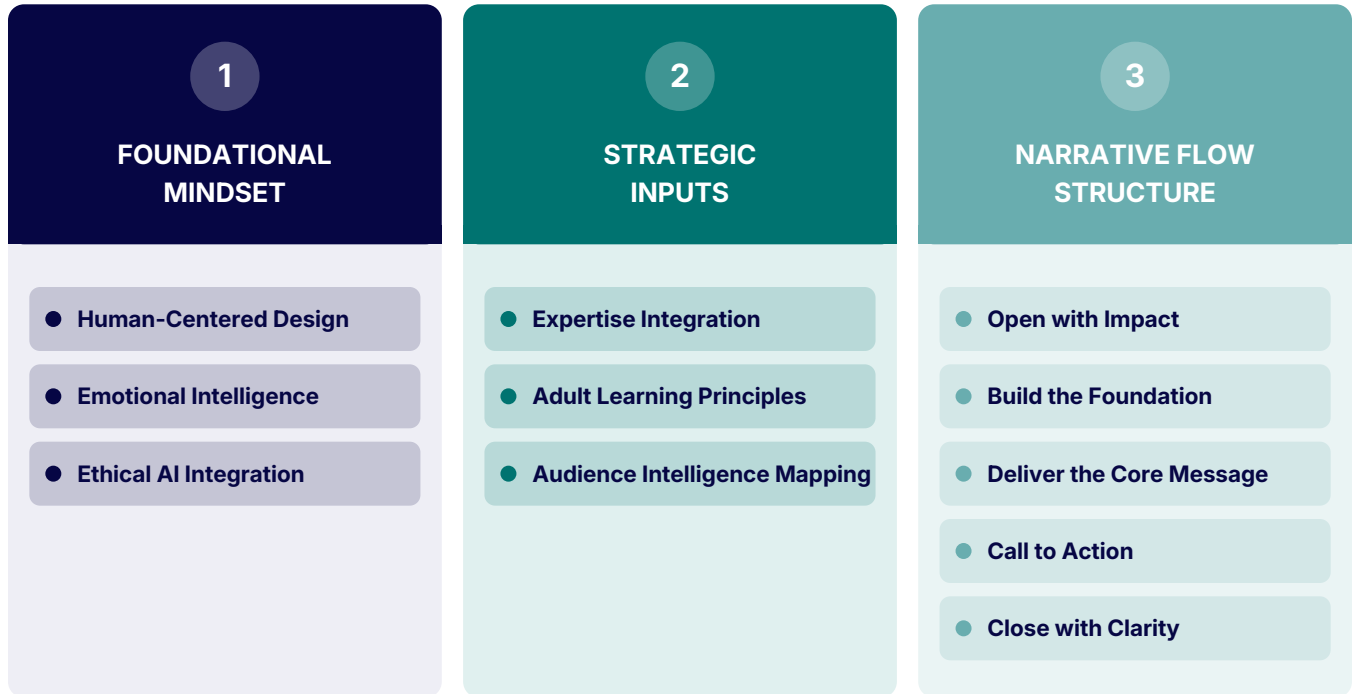 1
FOUNDATIONAL
MINDSET
Human-Centered Design
Emotional Intelligence
Ethical AI Integration
2
STRATEGIC
INPUTS
Expertise Integration
Adult Learning Principles
Audience Intelligence Mapping
3
NARRATIVE FLOW
STRUCTURE
Open with Impact
Build the Foundation
Deliver the Core Message
Call to Action
Close with Clarity